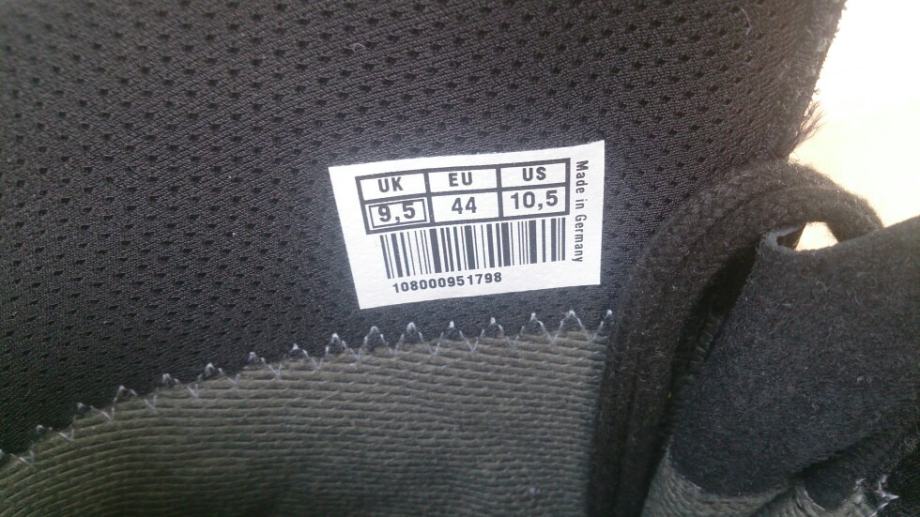 UK EU US
9,5 44 10,5
108000951798
Made in Germany